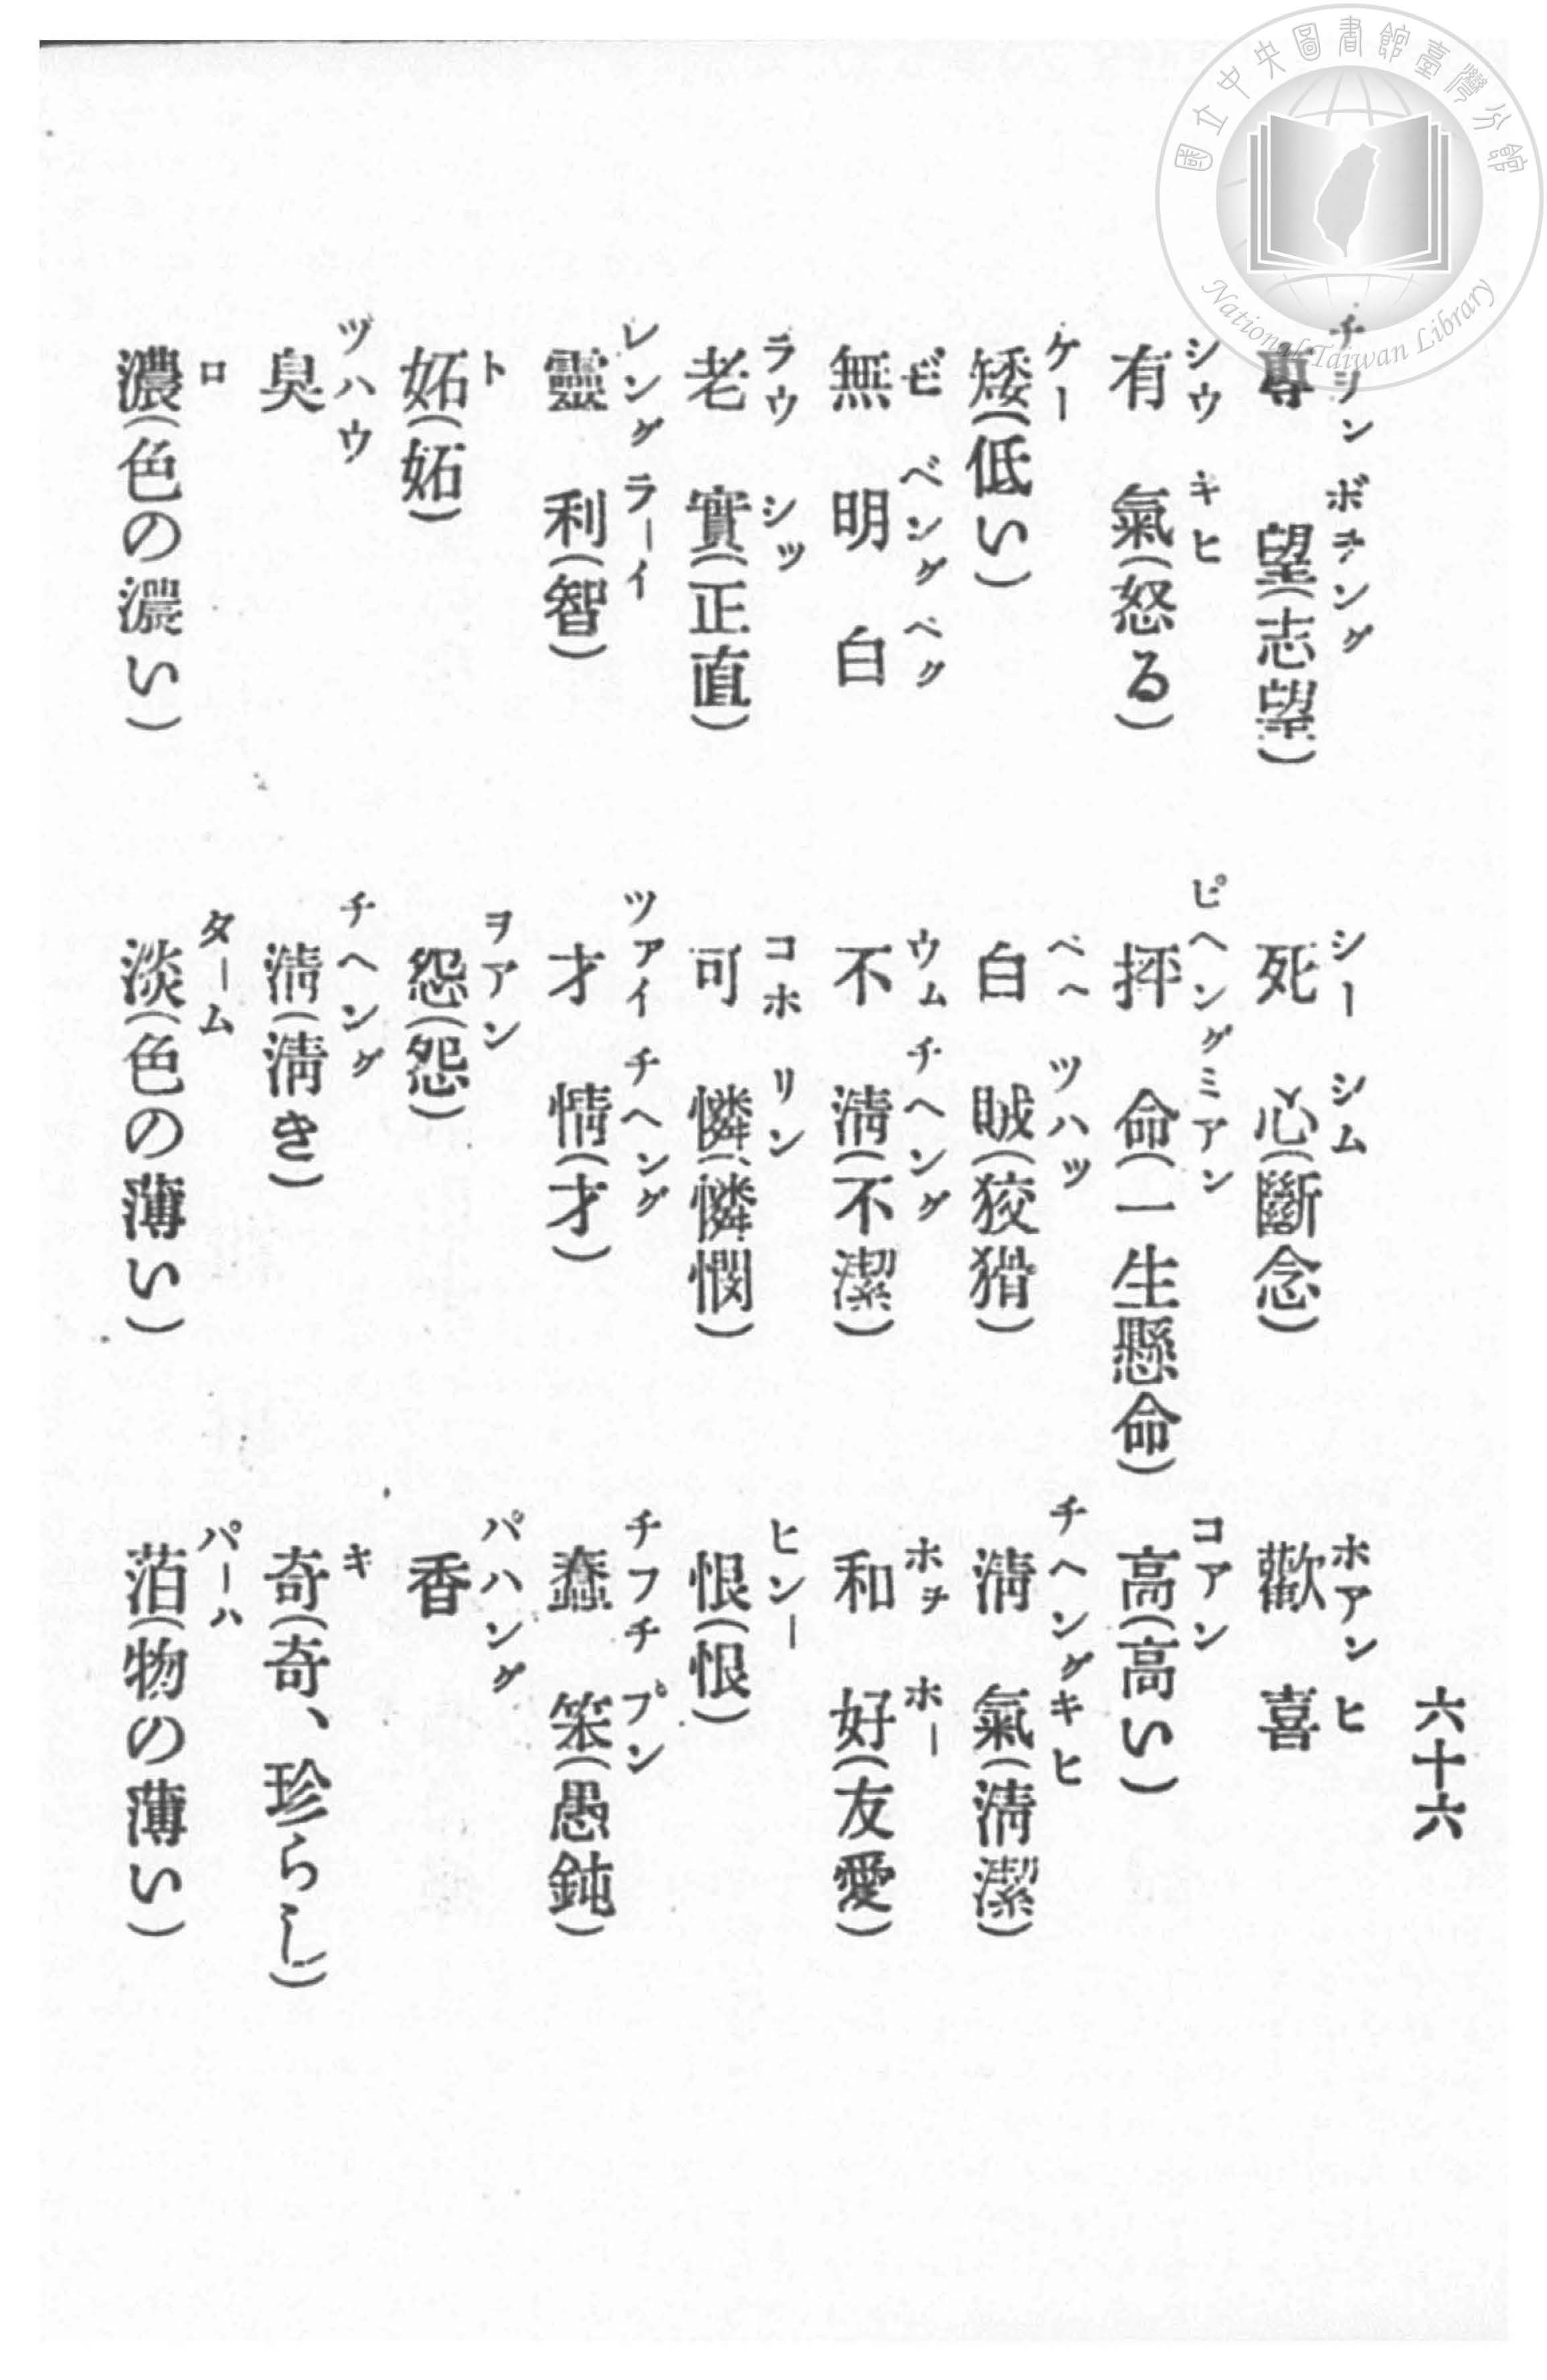 國立中央圖書館臺灣分館
National Taiwan Library
六十六
チヨン ボヲング
專望(志望)
シー シム
死心(斷念)
ホアン ヒ
歡喜
シウ キヒ
有氣(怒る)
ピヘングミアン
抨命(一生懸命)
コアン
高(高い)
ケー
矮(低い)
ベヘ ツハツ
白賊(狡猾)
チヘングキヒ
淸氣(淸潔)
ビ ベング ベク
無明白
ウム チヘング
不淸(不潔)
ホヲ ホー
和好(友愛)
ラウ シツ
老實(正直)
コホ リン
可憐(憐憫)
ヒンー
恨(恨)
レング ラーイ
靈利(智)
ツアイ チヘング
才情(才)
チフチ プン
蠢笨(愚鈍)
ト
妬(妬)
ヲアン
怨(怨)
パハング
香
ツハウ
臭
チヘング
淸(淸き)
キ
奇(奇、珍らし)
ロ
濃(色の濃い)
ターム
淡(色の薄い)
パーハ
萡(物の薄い)